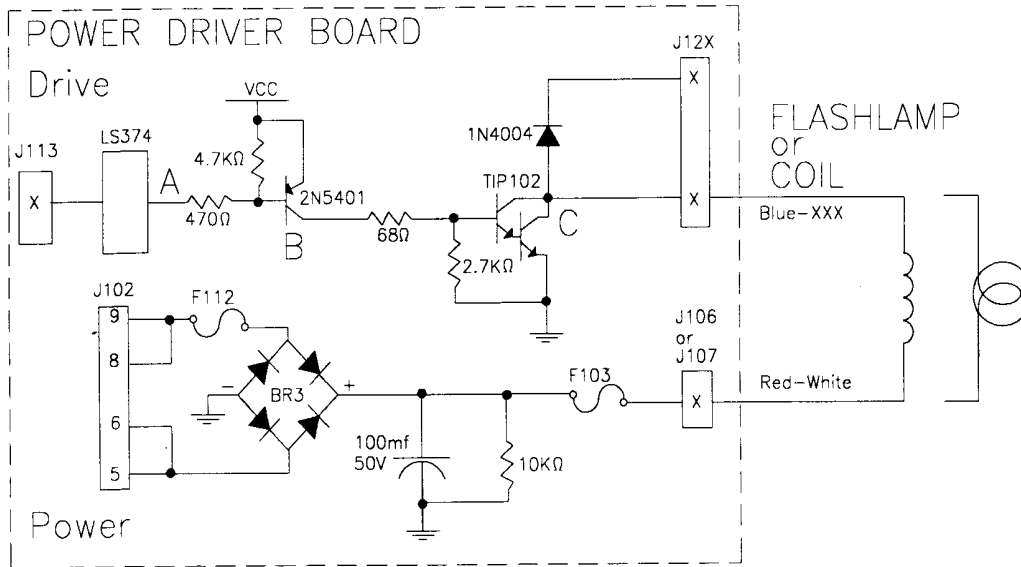 POWER DRIVER BOARD
Drive
J12X
VCC
1N4004
FLASHLAMP
or
COIL
J113
LS374
4.7KΩ
TIP102
X
X
A
470Ω
2N5401
B
68Ω
C
X
Blue-XXX
2.7KΩ
J102
F112
9
8
6
5
BR3
-
+
J106
or
J107
F103
X
Red-White
100mf
50V
10KΩ
Power